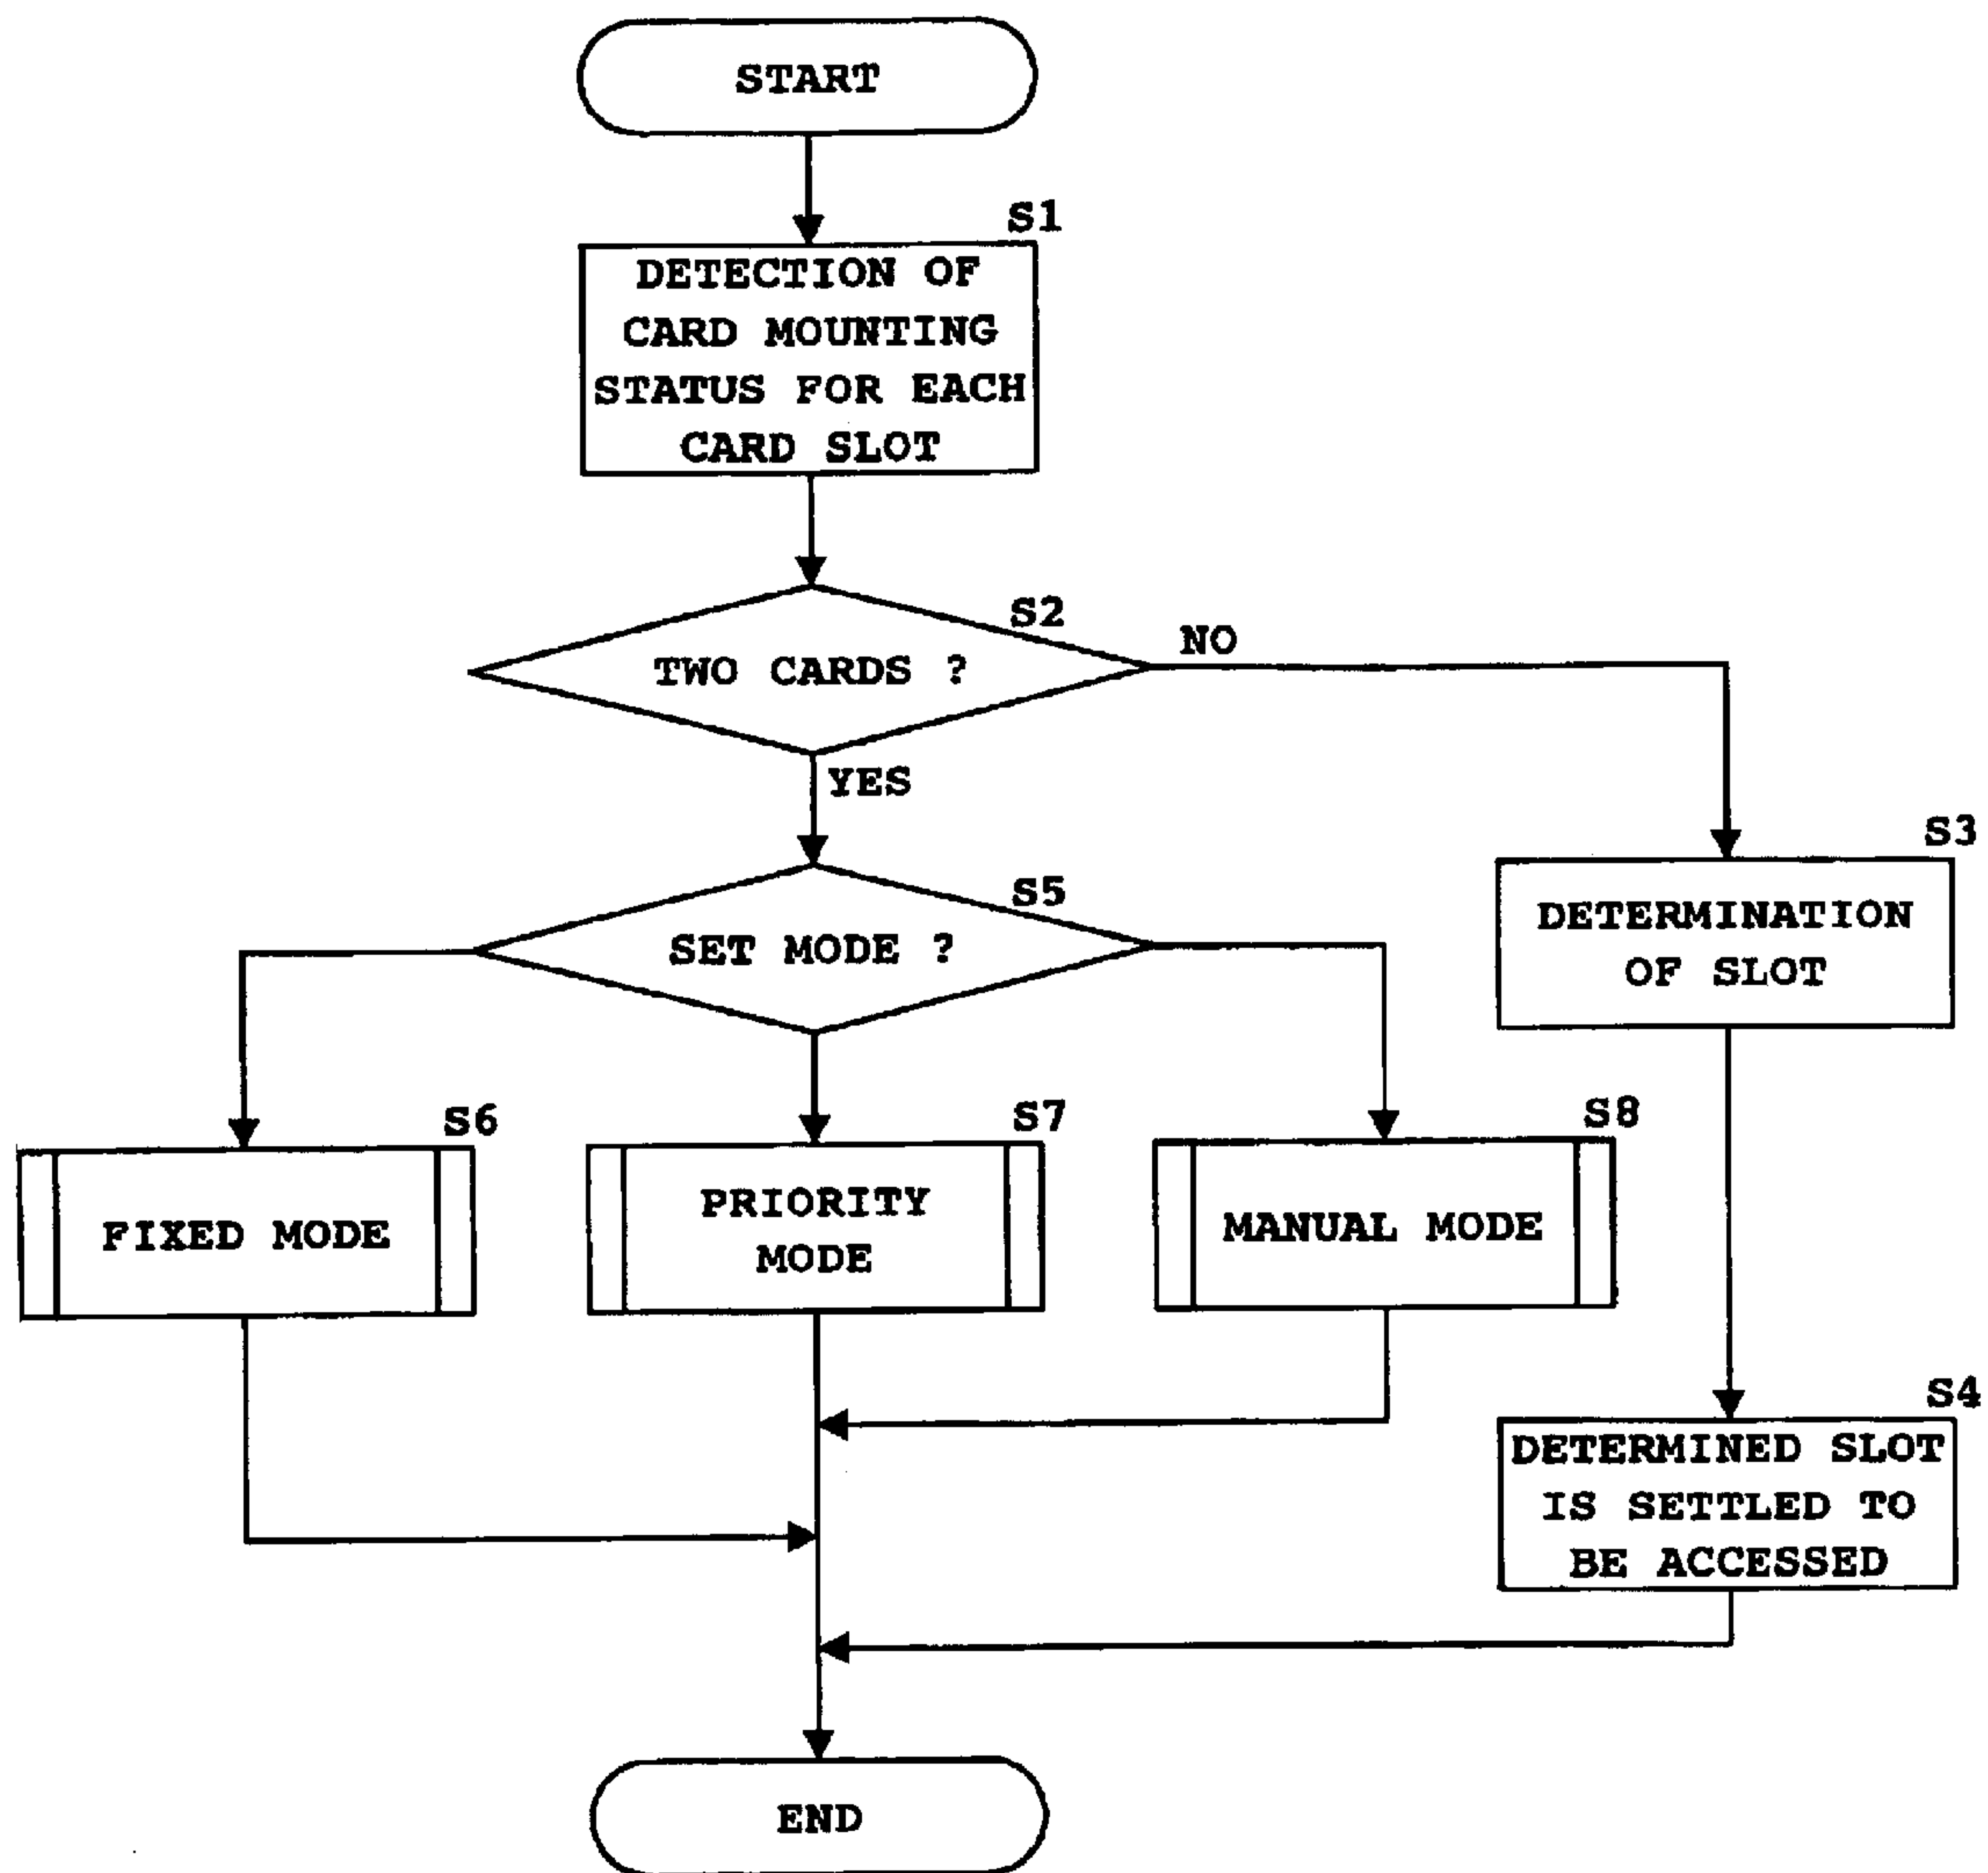 START
S1
DETECTION OF
CARD MOUNTING
STATUS FOR EACH
CARD SLOT
S2
TWO CARDS ?
NO
YES
S3
DETERMINATION
OF SLOT
S5
SET MODE ?
S6
FIXED MODE
S7
PRIORITY
MODE
S8
MANUAL MODE
S4
DETERMINED SLOT
IS SETTLED TO
BE ACCESSED
END